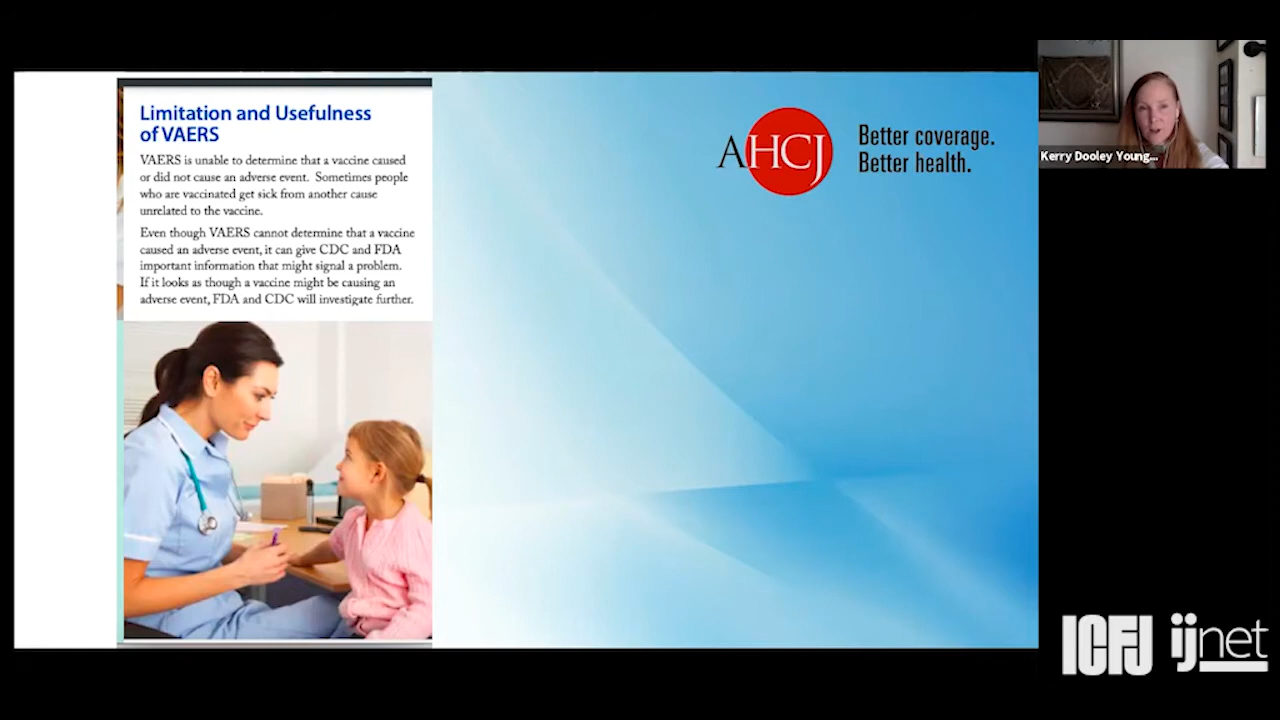 Limitation and Usefulness
of VAERS
VAERS is unable to determine that a vaccine caused
or did not cause an adverse event. Sometimes people
who are vaccinated get sick from another cause
unrelated to the vaccine.
Even though VAERS cannot determine that a vaccine
caused an adverse event, it can give CDC and FDA
important information that might signal a problem.
If it looks as though a vaccine might be causing an
adverse event, FDA and CDC will investigate further.
AHCJ
Better coverage.
Better health.
Kerry Dooley Young...
ICFJ ijnet